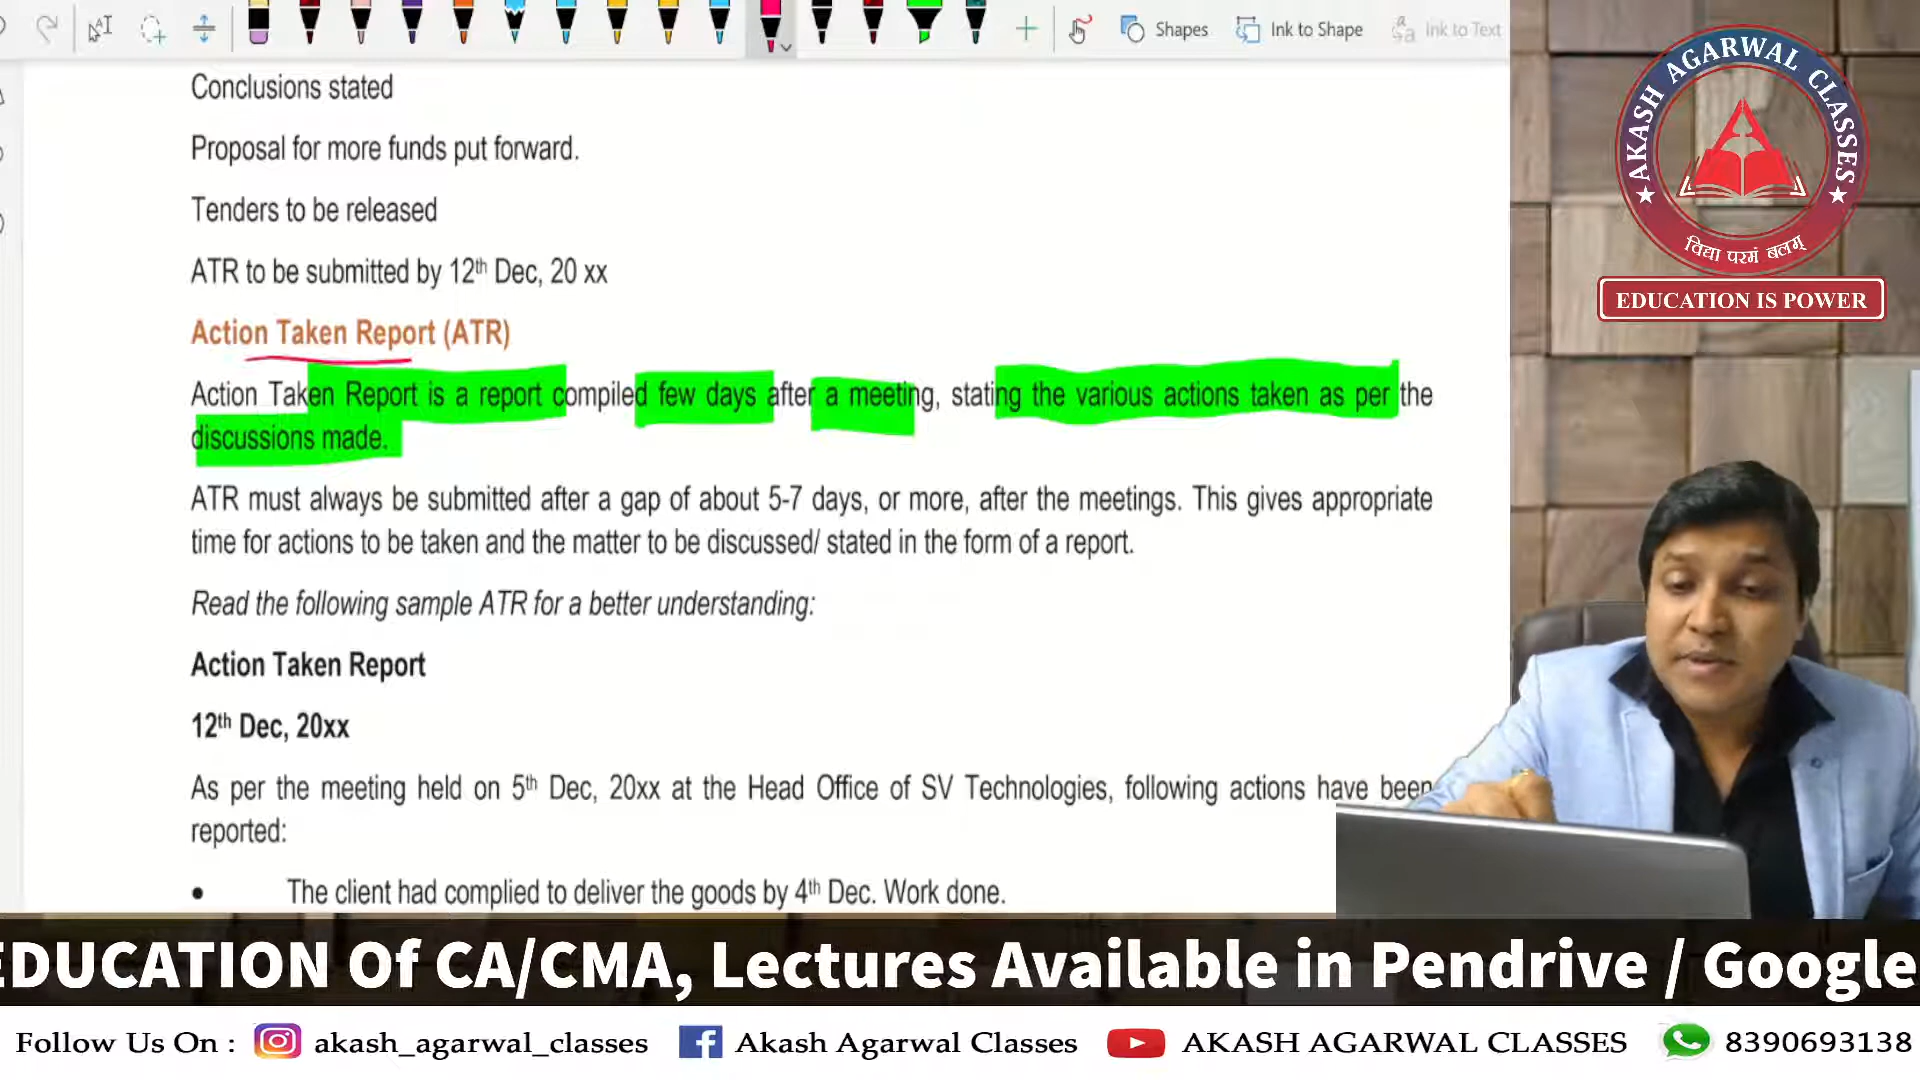 Shapes
Ink to Shape
Ink to Text
Conclusions stated
Proposal for more funds put forward.
Tenders to be released
ATR to be submitted by 12th Dec, 20 xx
Action Taken Report (ATR)
Action Taken Report is a report compiled few days after a meeting, stating the various actions taken as per the
discussions made.
ATR must always be submitted after a gap of about 5-7 days, or more, after the meetings. This gives appropriate
time for actions to be taken and the matter to be discussed/ stated in the form of a report.
Read the following sample ATR for a better understanding:
Action Taken Report
12th Dec, 20xx
As per the meeting held on 5th Dec, 20xx at the Head Office of SV Technologies, following actions have been
reported:
• The client had complied to deliver the goods by 4th Dec. Work done.
AKASH AGARWAL CLASSES
विद्या परमं बलम्
EDUCATION IS POWER
EDUCATION Of CA/CMA, Lectures Available in Pendrive / Google
Follow Us On : akash_agarwal_classes Akash Agarwal Classes AKASH AGARWAL CLASSES 8390693138